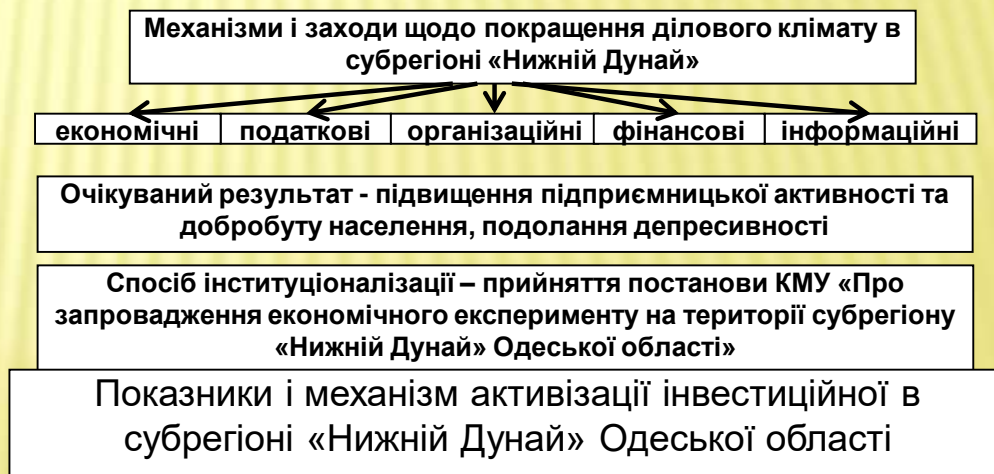 Механізми і заходи щодо покращення ділового клімату в
субрегіоні «Нижній Дунай»
економічні
податкові
організаційні
фінансові
інформаційні
Очікуваний результат - підвищення підприємницької активності та
добробуту населення, подолання депресивності
Спосіб інституціоналізації – прийняття постанови КМУ «Про
запровадження економічного експерименту на території субрегіону
«Нижній Дунай» Одеської області»
Показники і механізм активізації інвестиційної в
субрегіоні «Нижній Дунай» Одеської області